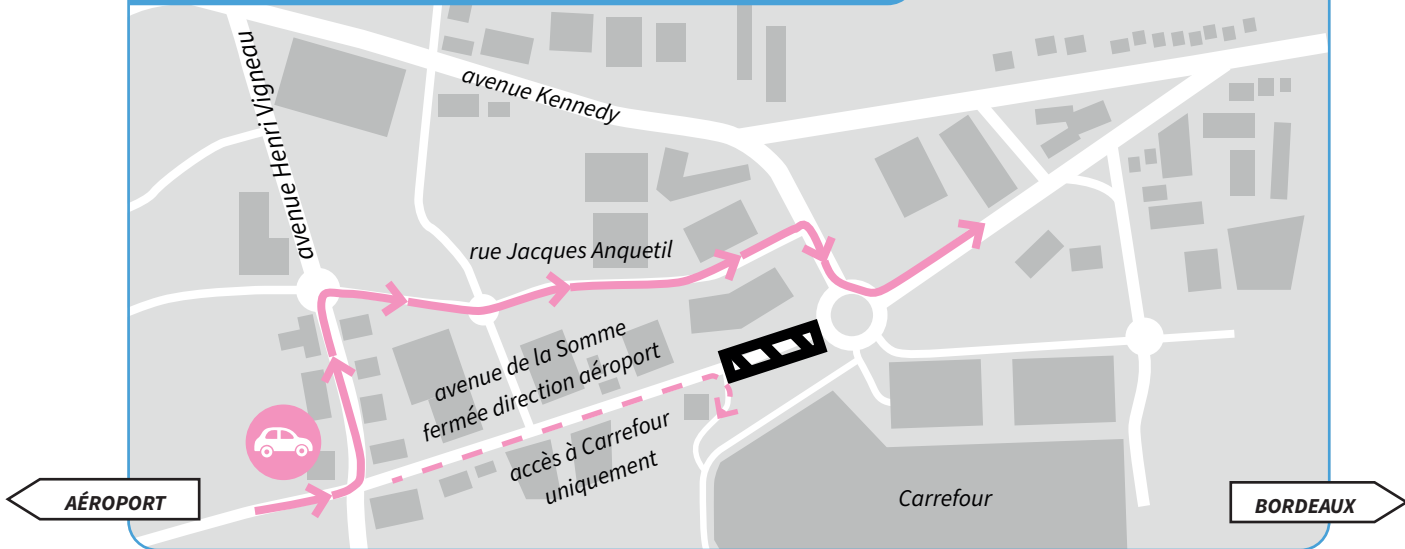 avenue Henri Vigneau
avenue Kennedy
rue Jacques Anquetil
avenue de la Somme
fermée direction aéroport
accès à Carrefour
uniquement
Carrefour
AÉROPORT
BORDEAUX